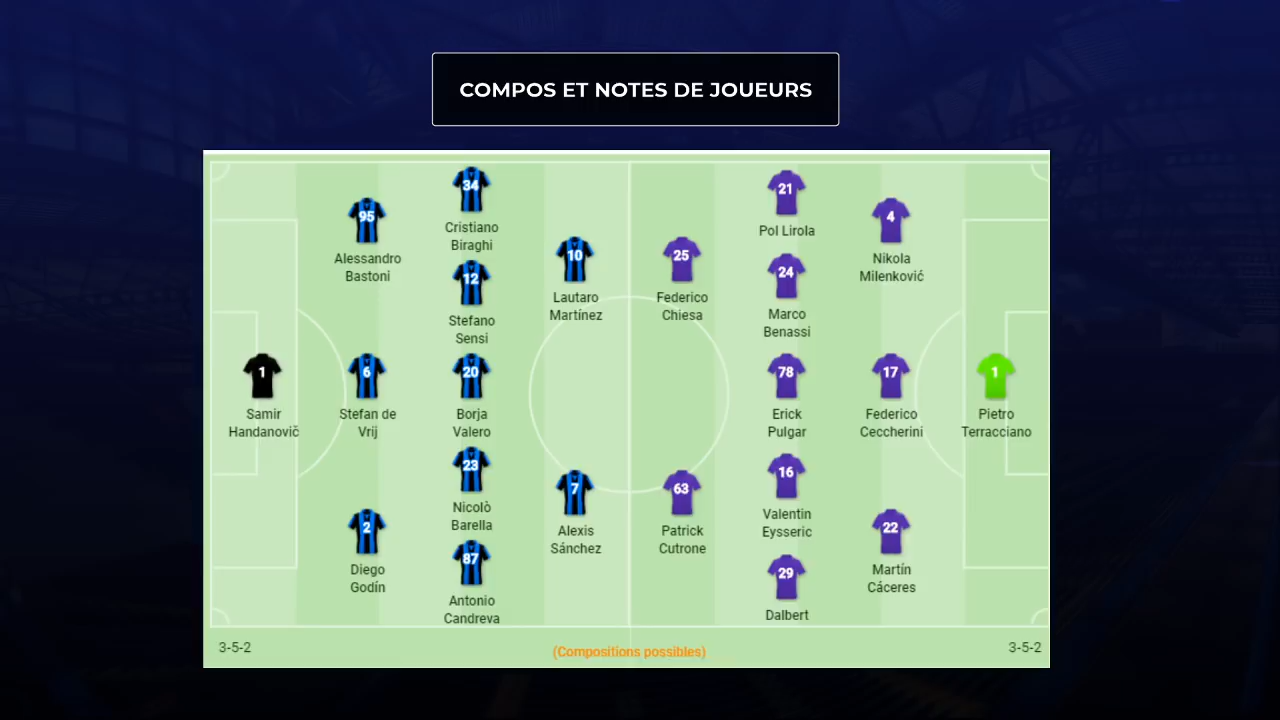 COMPOS ET NOTES DE JOUEURS
1
Samir
Handanovič
95
Alessandro
Bastoni
6
Stefan de
Vrij
2
Diego
Godín
34
Cristiano
Biraghi
12
Stefano
Sensi
20
Borja
Valero
23
Nicolò
Barella
87
Antonio
Candreva
10
Lautaro
Martínez
7
Alexis
Sánchez
25
Federico
Chiesa
63
Patrick
Cutrone
21
Pol Lirola
24
Marco
Benassi
78
Erick
Pulgar
16
Valentin
Eysseric
29
Dalbert
4
Nikola
Milenković
17
Federico
Ceccherini
22
Martín
Cáceres
1
Pietro
Terracciano
3-5-2
(Compositions possibles)
3-5-2